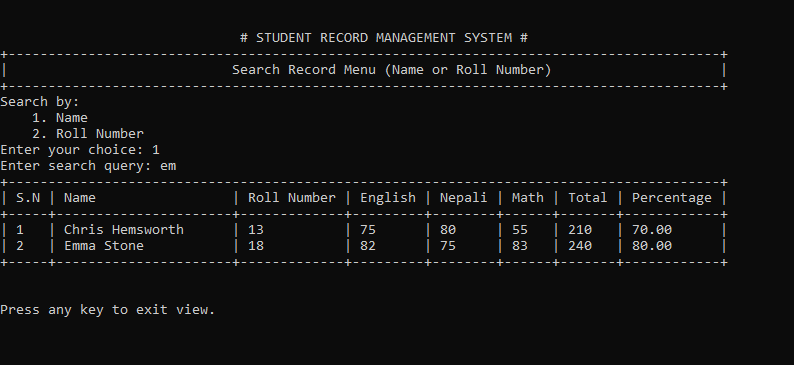 # STUDENT RECORD MANAGEMENT SYSTEM #
+-----------------------------------------------------------------------------------------+
|                            Search Record Menu (Name or Roll Number)                     |
+-----------------------------------------------------------------------------------------+
Search by:
    1. Name
    2. Roll Number
Enter your choice: 1
Enter search query: em
+-----------------------------------------------------------------------------------------+
| S.N | Name                 | Roll Number | English | Nepali | Math | Total | Percentage |
+-----+----------------------+-------------+---------+--------+------+-------+------------+
| 1   | Chris Hemsworth      | 13          | 75      | 80     | 55   | 210   | 70.00      |
| 2   | Emma Stone           | 18          | 82      | 75     | 83   | 240   | 80.00      |
+-----+----------------------+-------------+---------+--------+------+-------+------------+
Press any key to exit view.